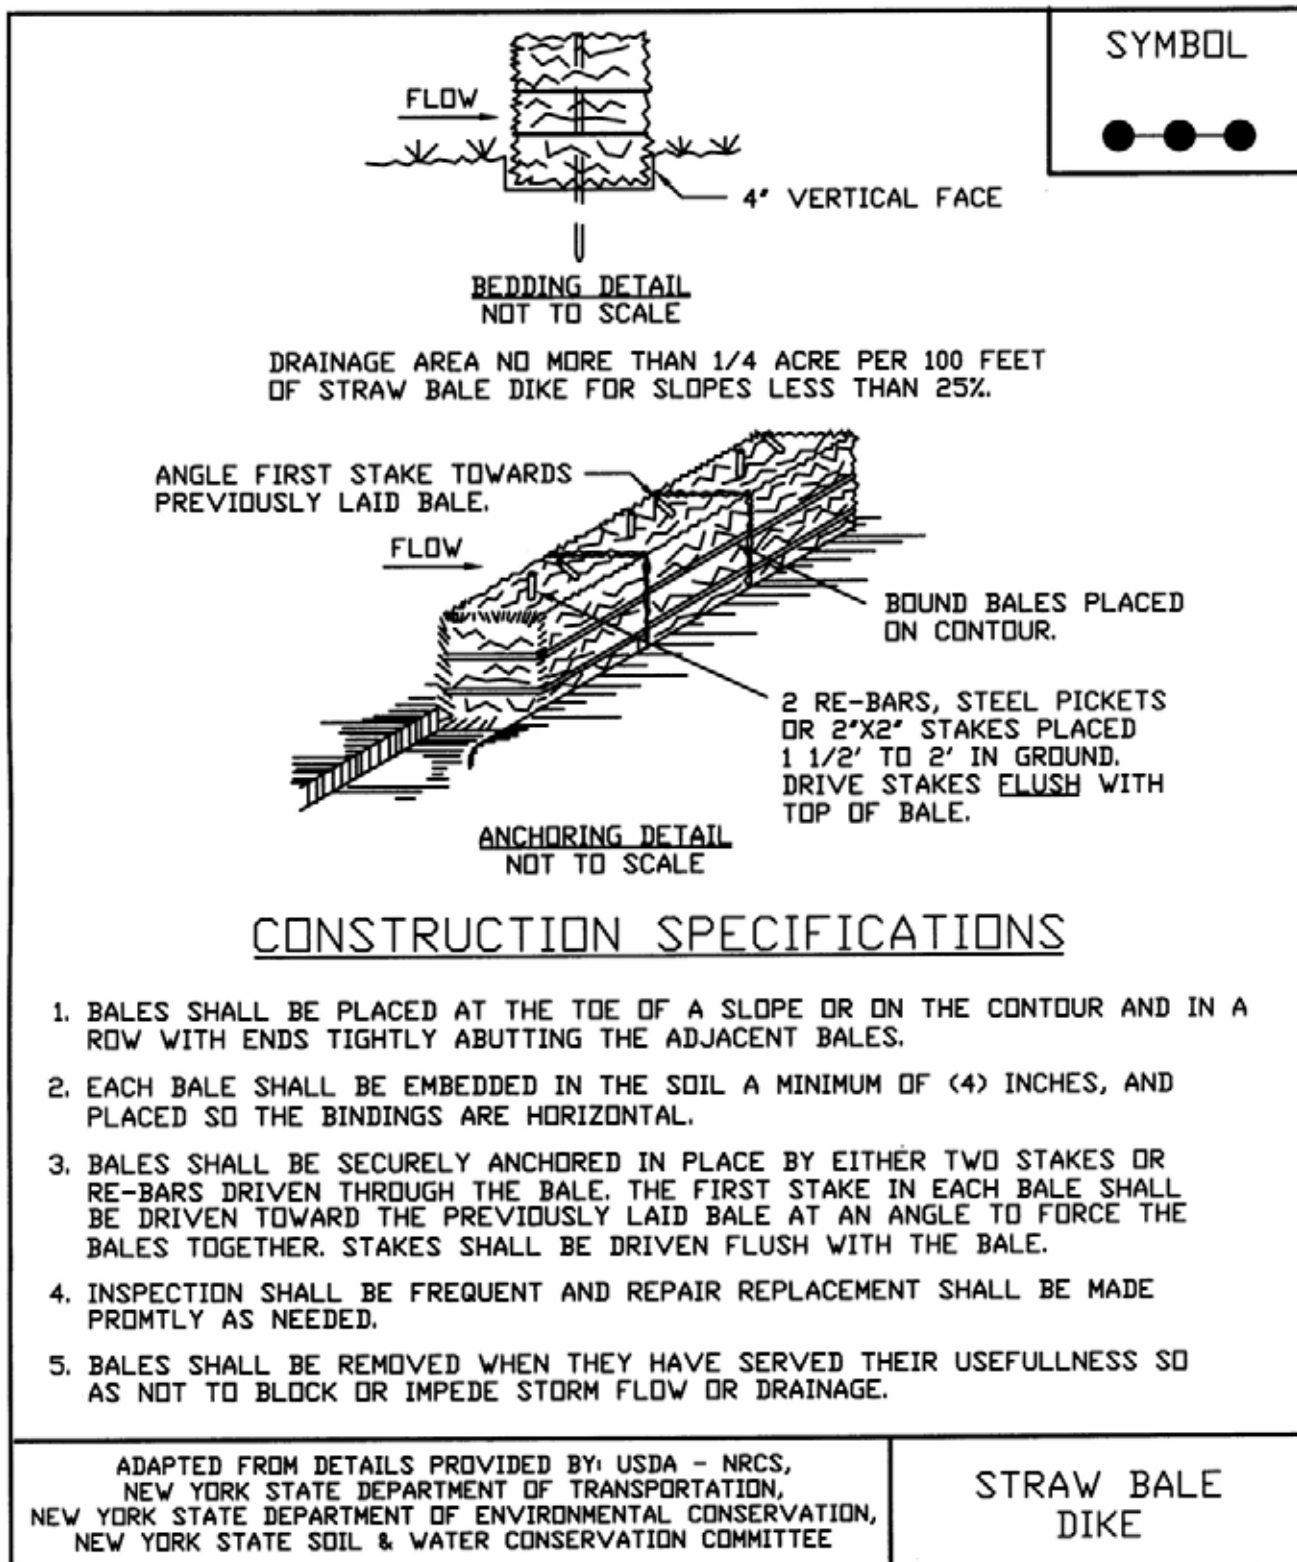 SYMBOL
FLOW
4" VERTICAL FACE
BEDDING DETAIL
NOT TO SCALE
DRAINAGE AREA NO MORE THAN 1/4 ACRE PER 100 FEET
OF STRAW BALE DIKE FOR SLOPES LESS THAN 25%.
ANGLE FIRST STAKE TOWARDS
PREVIOUSLY LAID BALE.
FLOW
BOUND BALES PLACED
ON CONTOUR.
2 RE-BARS, STEEL PICKETS
OR 2"X2" STAKES PLACED
1 1/2' TO 2' IN GROUND.
DRIVE STAKES FLUSH WITH
TOP OF BALE.
ANCHORING DETAIL
NOT TO SCALE
CONSTRUCTION SPECIFICATIONS
1. BALES SHALL BE PLACED AT THE TOE OF A SLOPE OR ON THE CONTOUR AND IN A
ROW WITH ENDS TIGHTLY ABUTTING THE ADJACENT BALES.
2. EACH BALE SHALL BE EMBEDDED IN THE SOIL A MINIMUM OF (4) INCHES, AND
PLACED SO THE BINDINGS ARE HORIZONTAL.
3. BALES SHALL BE SECURELY ANCHORED IN PLACE BY EITHER TWO STAKES OR
RE-BARS DRIVEN THROUGH THE BALE. THE FIRST STAKE IN EACH BALE SHALL
BE DRIVEN TOWARD THE PREVIOUSLY LAID BALE AT AN ANGLE TO FORCE THE
BALES TOGETHER. STAKES SHALL BE DRIVEN FLUSH WITH THE BALE.
4. INSPECTION SHALL BE FREQUENT AND REPAIR REPLACEMENT SHALL BE MADE
PROMTLY AS NEEDED.
5. BALES SHALL BE REMOVED WHEN THEY HAVE SERVED THEIR USEFULLNESS SO
AS NOT TO BLOCK OR IMPEDE STORM FLOW OR DRAINAGE.
ADAPTED FROM DETAILS PROVIDED BY: USDA - NRCS,
NEW YORK STATE DEPARTMENT OF TRANSPORTATION,
NEW YORK STATE DEPARTMENT OF ENVIRONMENTAL CONSERVATION,
NEW YORK STATE SOIL & WATER CONSERVATION COMMITTEE
STRAW BALE
DIKE